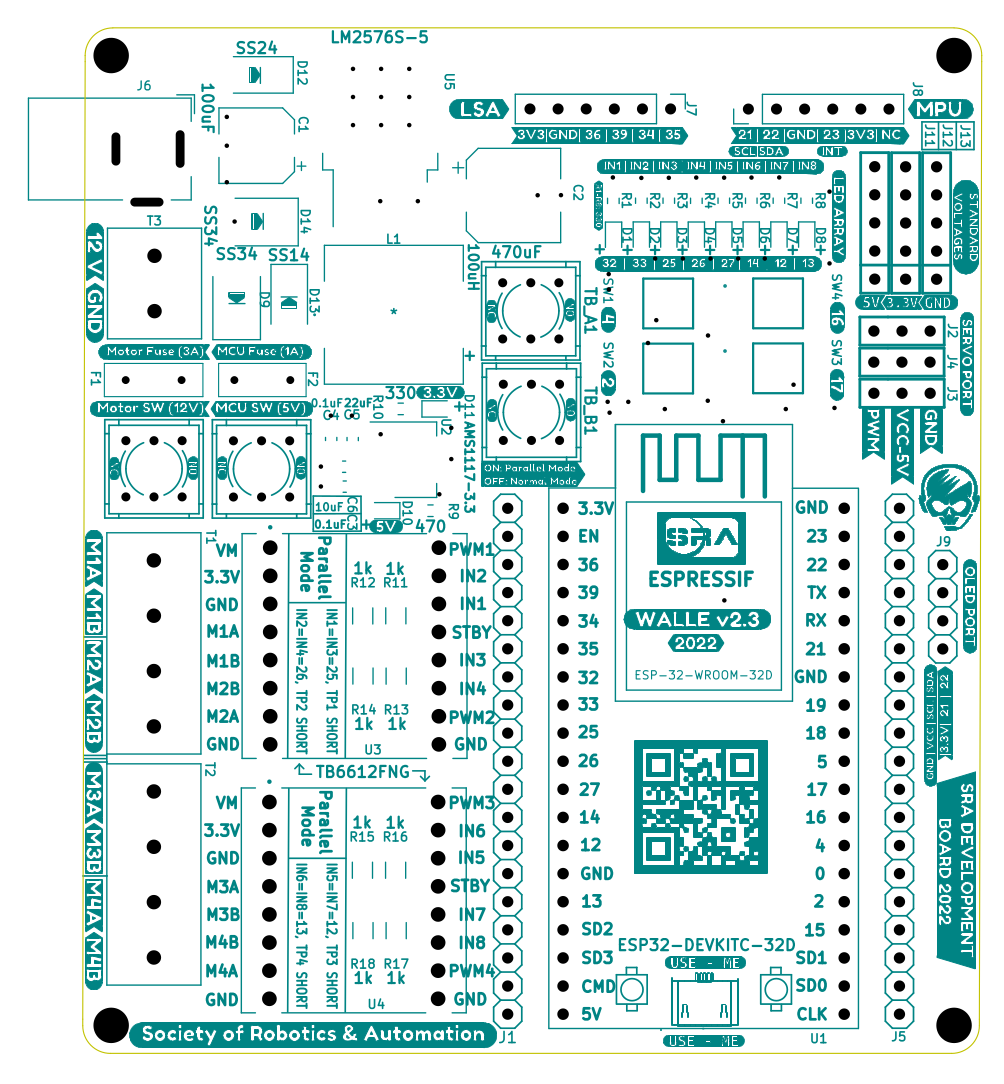 LM2576S-5
SS24
D12
U5
J6
100uF
C1
LSA
J7
J8
MPU
3V3|GND| 36 | 39 | 34 | 35
21 | 22 |GND| 23 |3V3| NC
SCL|SDA
INT
J11
J12
J13
IN1| IN2 |IN3 |IN4 |IN5 |IN6 |IN7 |IN8
R1
R2
R3
R4
R5
R6
R7
R8
LED ARRAY
STANDARD
VOLTAGES
C2
470uF
SS34
D14
T3
12 V
GND
L1
100uH
D1
D2
D3
D4
D5
D6
D7
D8
32 | 33 | 25 | 26 | 27 | 14 | 12 | 13
SS34
SS14
D9
D13
NC
NO
TB_A1
SW1
4
SW4
16
5V
3.3V
GND
J2
J4
J3
SERVO PORT
Motor Fuse (3A)
MCU Fuse (1A)
F1
F2
SW2
2
SW3
17
NC
NO
TB_B1
PWM
VCC-5V
GND
330
3.3V
D11
0.1uF
22uF
C4
C5
R10
U2
AMS1117-3.3
Motor SW (12V)
MCU SW (5V)
NC
NO
NC
NO
ON: Parallel Mode
OFF: Normal Mode
10uF
0.1uF
C6
C3
5V
D10
470
R9
T1
M1A
M1B
M2A
M2B
VM
3.3V
GND
M1A
M1B
M2B
M2A
GND
Parallel
Mode
IN1=IN3=25, TP1 SHORT
IN2=IN4=26, TP2 SHORT
1k
1k
R12
R11
R14
R13
1k
1k
U3
PWM1
IN2
IN1
STBY
IN3
IN4
PWM2
GND
TB6612FNG
T2
M3A
M3B
M4A
M4B
VM
3.3V
GND
M3A
M3B
M4B
M4A
GND
Parallel
Mode
IN5=IN7=12, TP3 SHORT
IN6=IN8=13, TP4 SHORT
1k
1k
R15
R16
R18
R17
1k
1k
U4
PWM3
IN6
IN5
STBY
IN7
IN8
PWM4
GND
J1
3.3V
EN
36
39
34
35
32
33
25
26
27
14
12
GND
13
SD2
SD3
CMD
5V
SRA
ESPRESSIF
WALLE v2.3
2022
ESP-32-WROOM-32D
GND
23
22
TX
RX
21
GND
19
18
5
17
16
4
0
2
15
SD1
SD0
CLK
ESP32-DEVKITC-32D
USE - ME
USE - ME
U1
J5
J9
OLED PORT
GND |VCC |SCL |SDA
3.3V | 21 | 22
SRA DEVELOPMENT
BOARD 2022
Society of Robotics & Automation